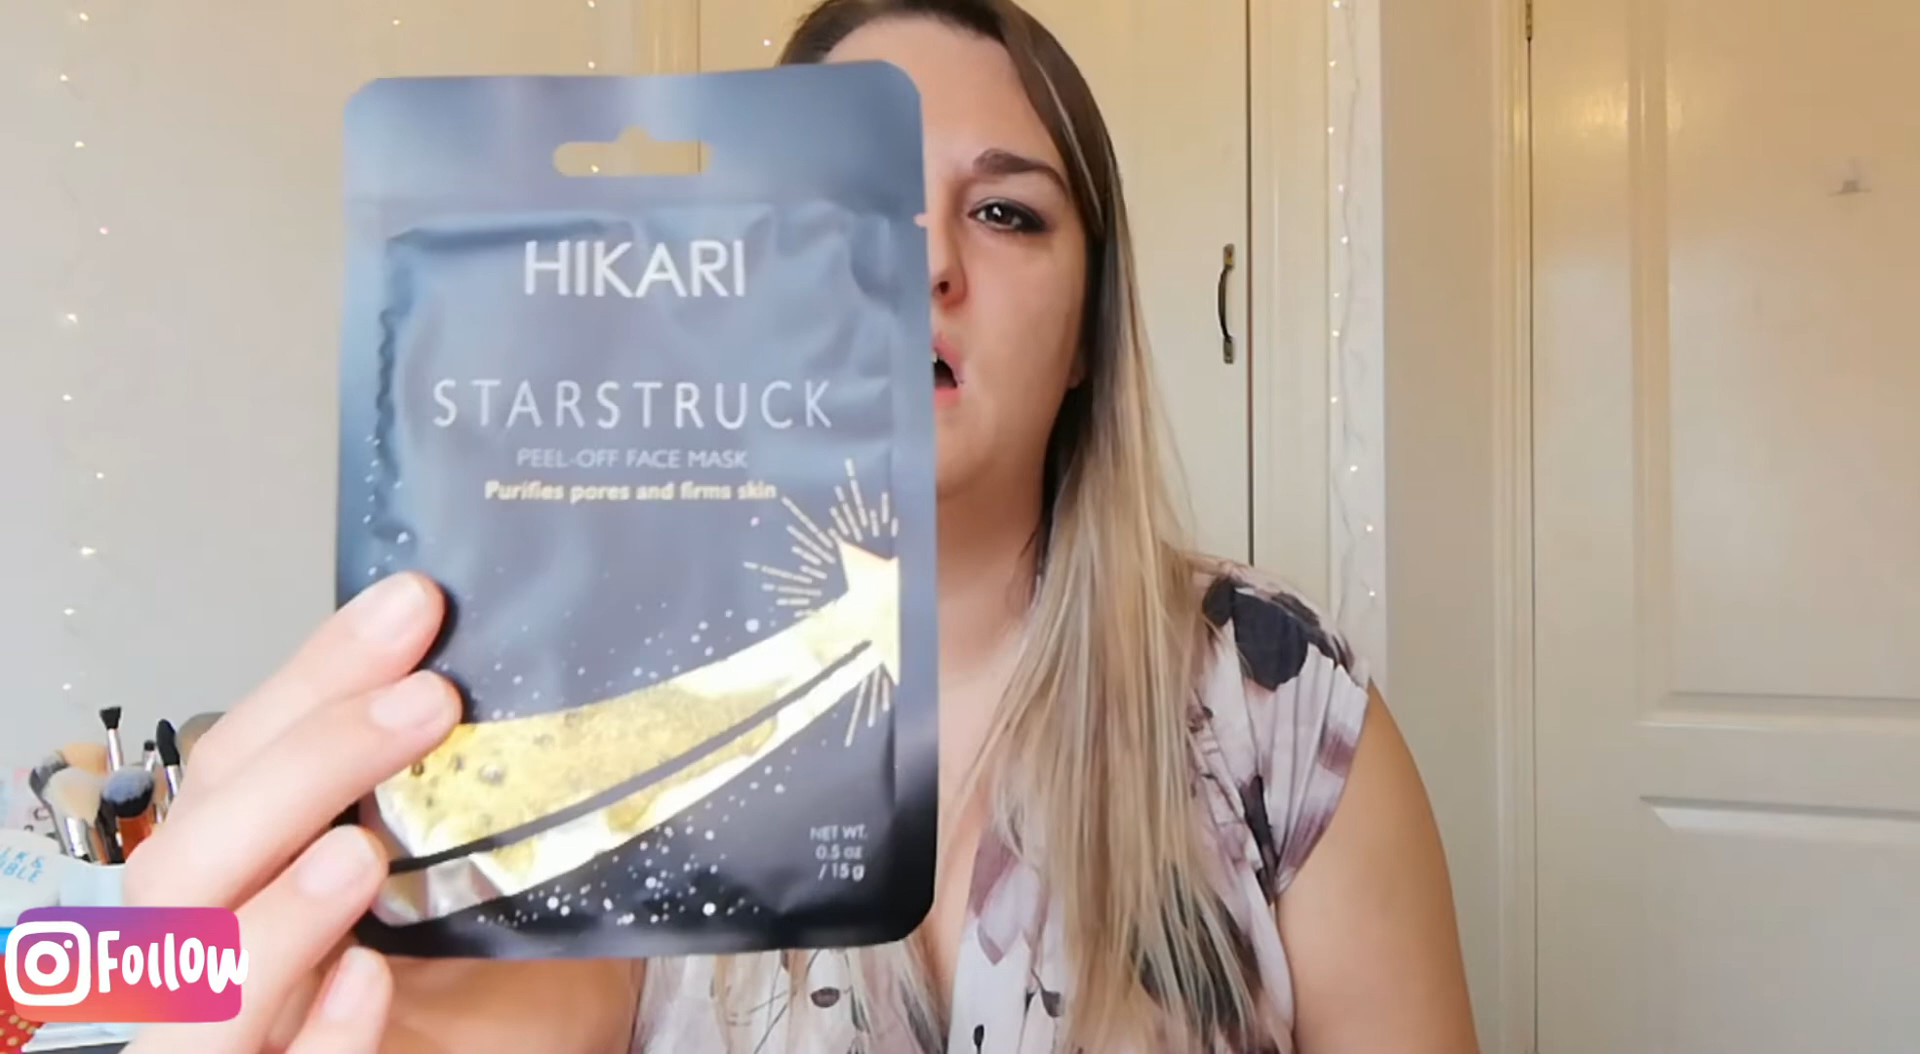 HIKARI
STARSTRUCK
PEEL-OFF FACE MASK
Purifies pores and firms skin
NET WT.
0.5 oz
/ 15 g
Follow